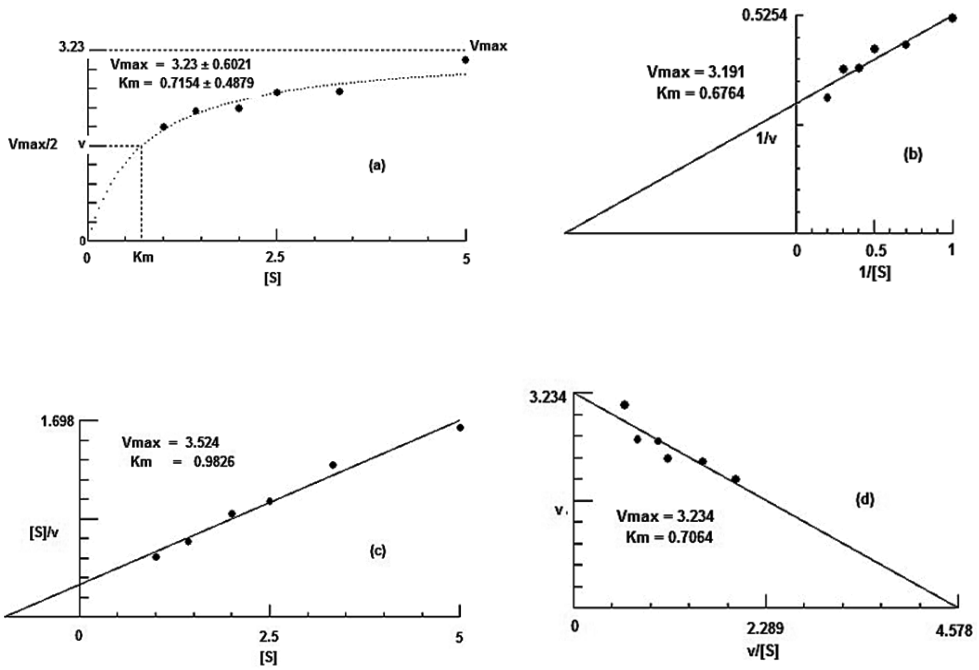 3.23
Vmax
Vmax = 3.23 ± 0.6021
Km = 0.7154 ± 0.4879
Vmax/2
v
(a)
0
0
Km
2.5
5
[S]
0.5254
Vmax = 3.191
Km = 0.6764
1/v
(b)
0
0.5
1
1/[S]
1.698
Vmax = 3.524
Km = 0.9826
[S]/v
(c)
0
2.5
5
[S]
3.234
v
(d)
Vmax = 3.234
Km = 0.7064
0
2.289
4.578
v/[S]